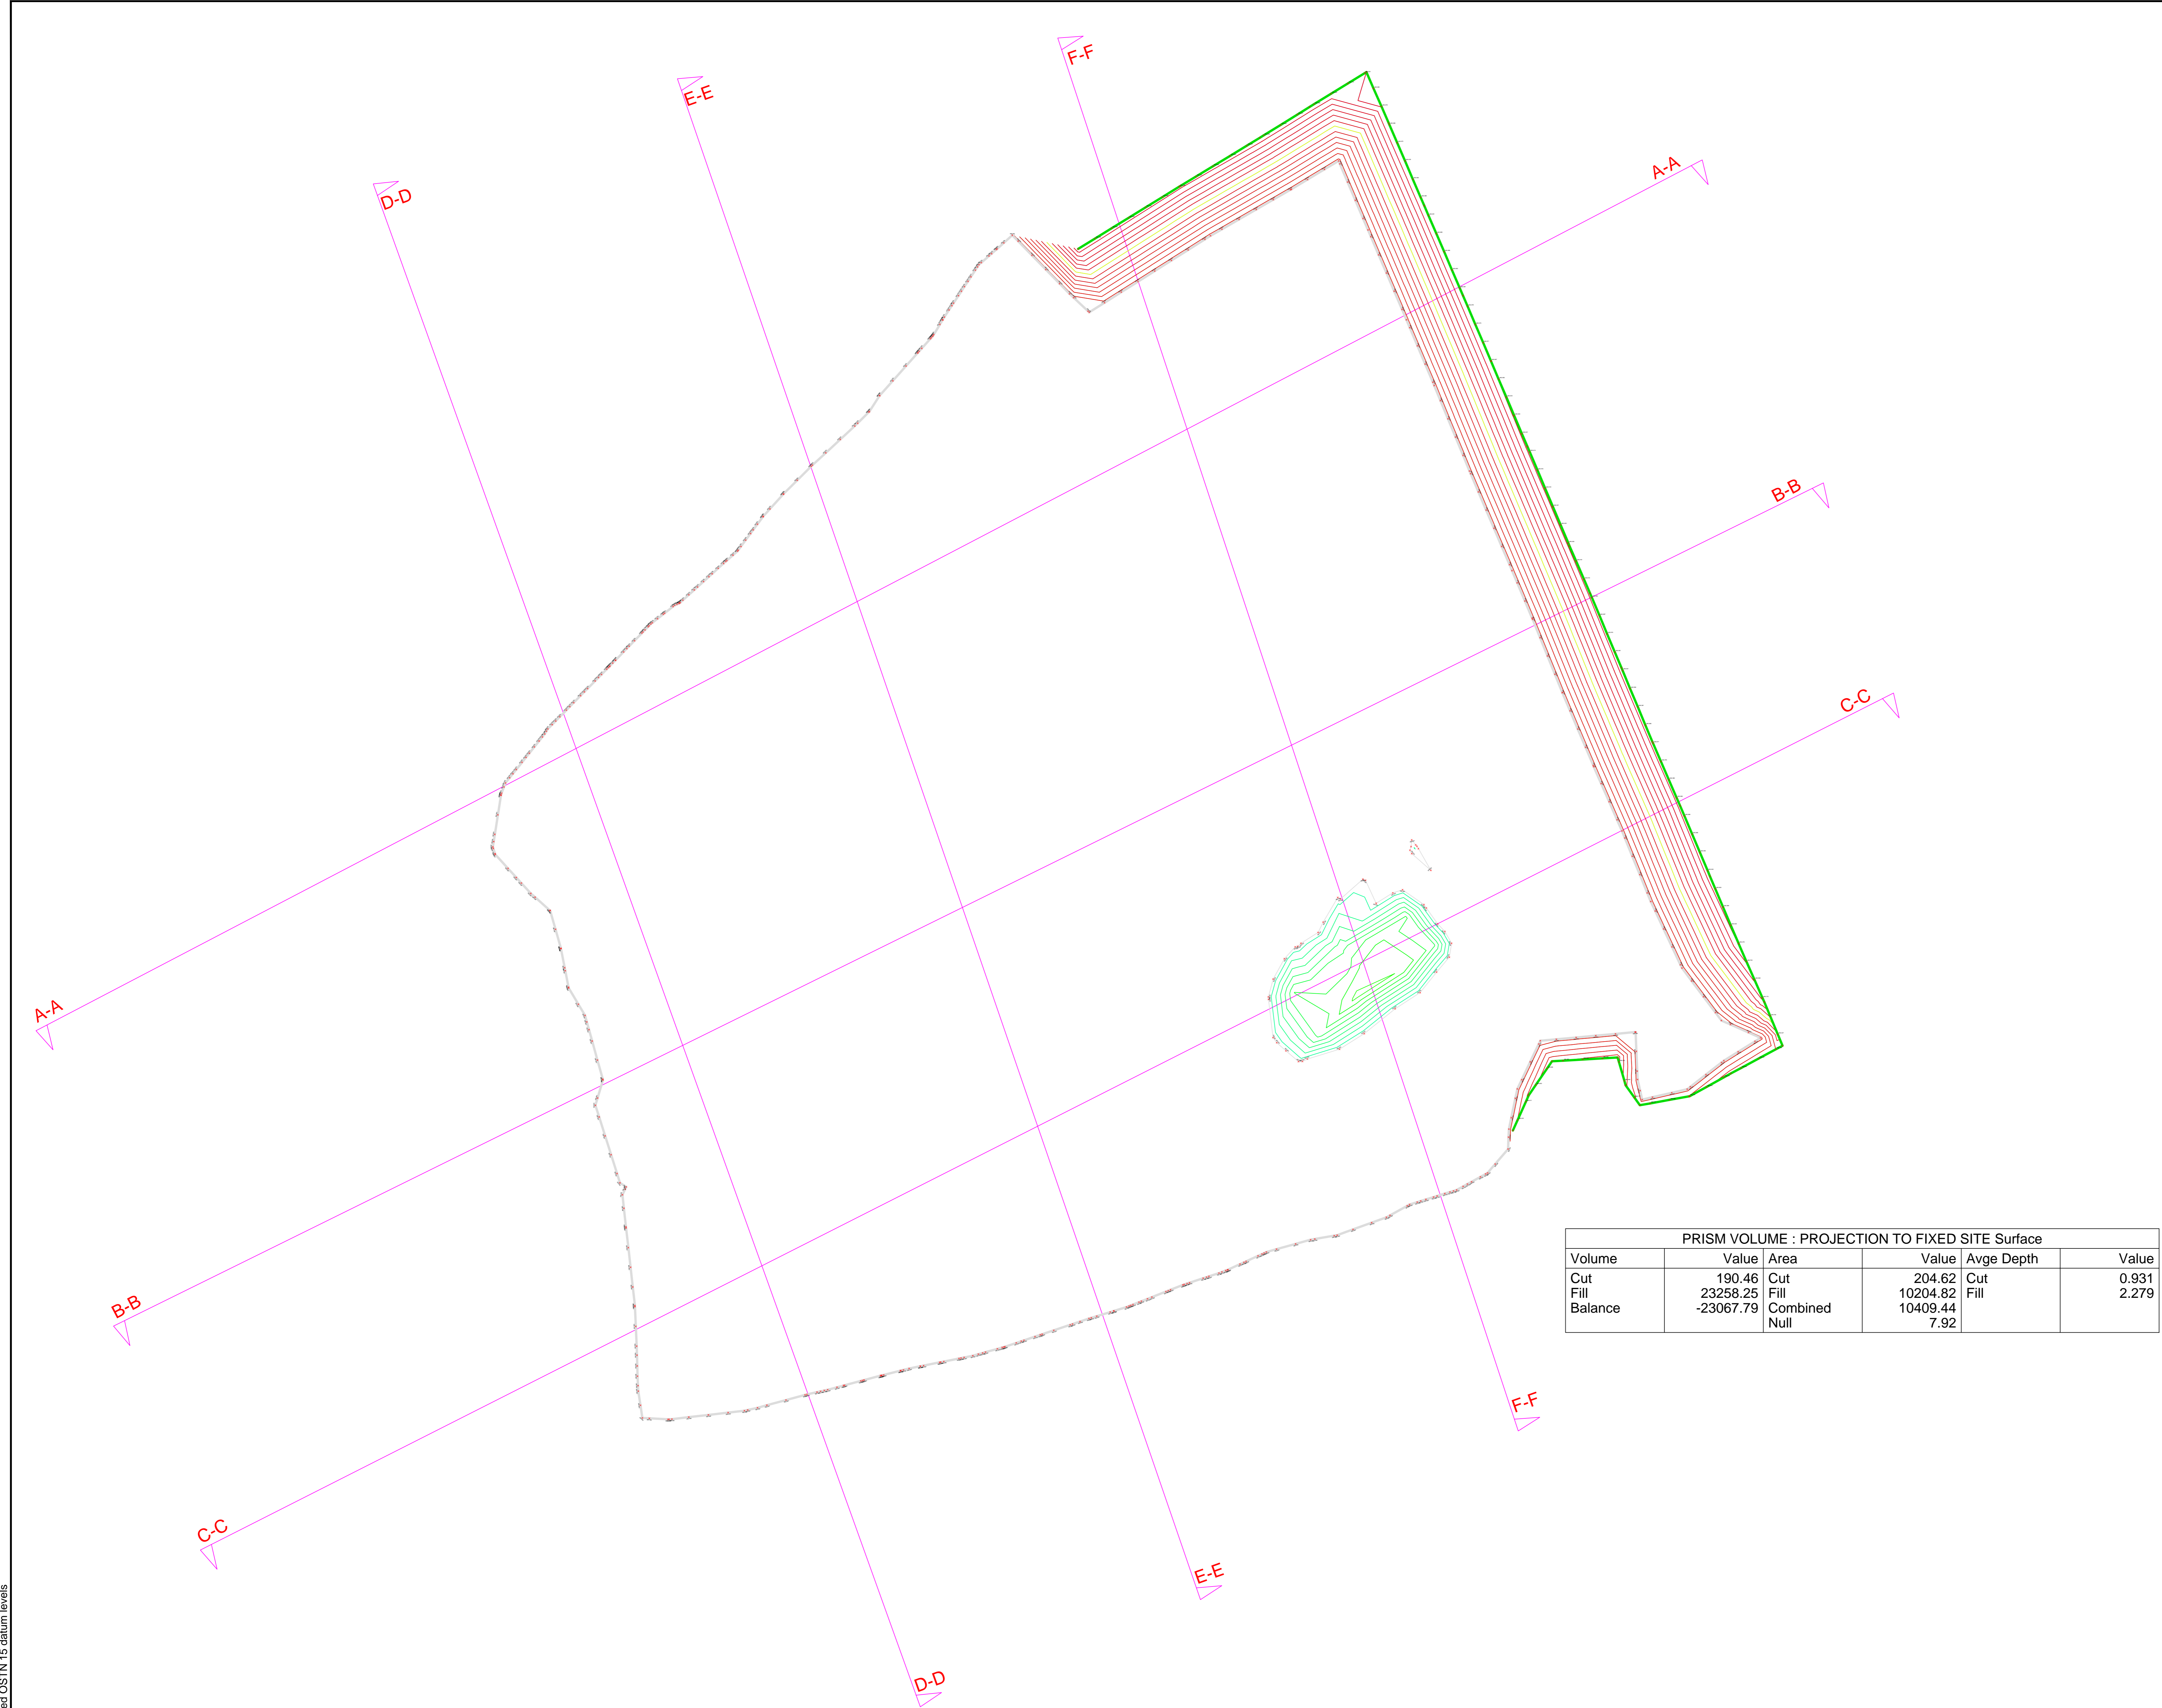 F-F
E-E
D-D
A-A
B-B
C-C
A-A
B-B
C-C
F-F
E-E
D-D
PRISM VOLUME : PROJECTION TO FIXED SITE Surface
Volume Value Area Value Avge Depth Value
Cut 190.46 Cut 204.62 Cut 0.931
Fill 23258.25 Fill 10204.82 Fill 2.279
Balance -23067.79 Combined 10409.44
Null 7.92
OSTN 15 datum levels